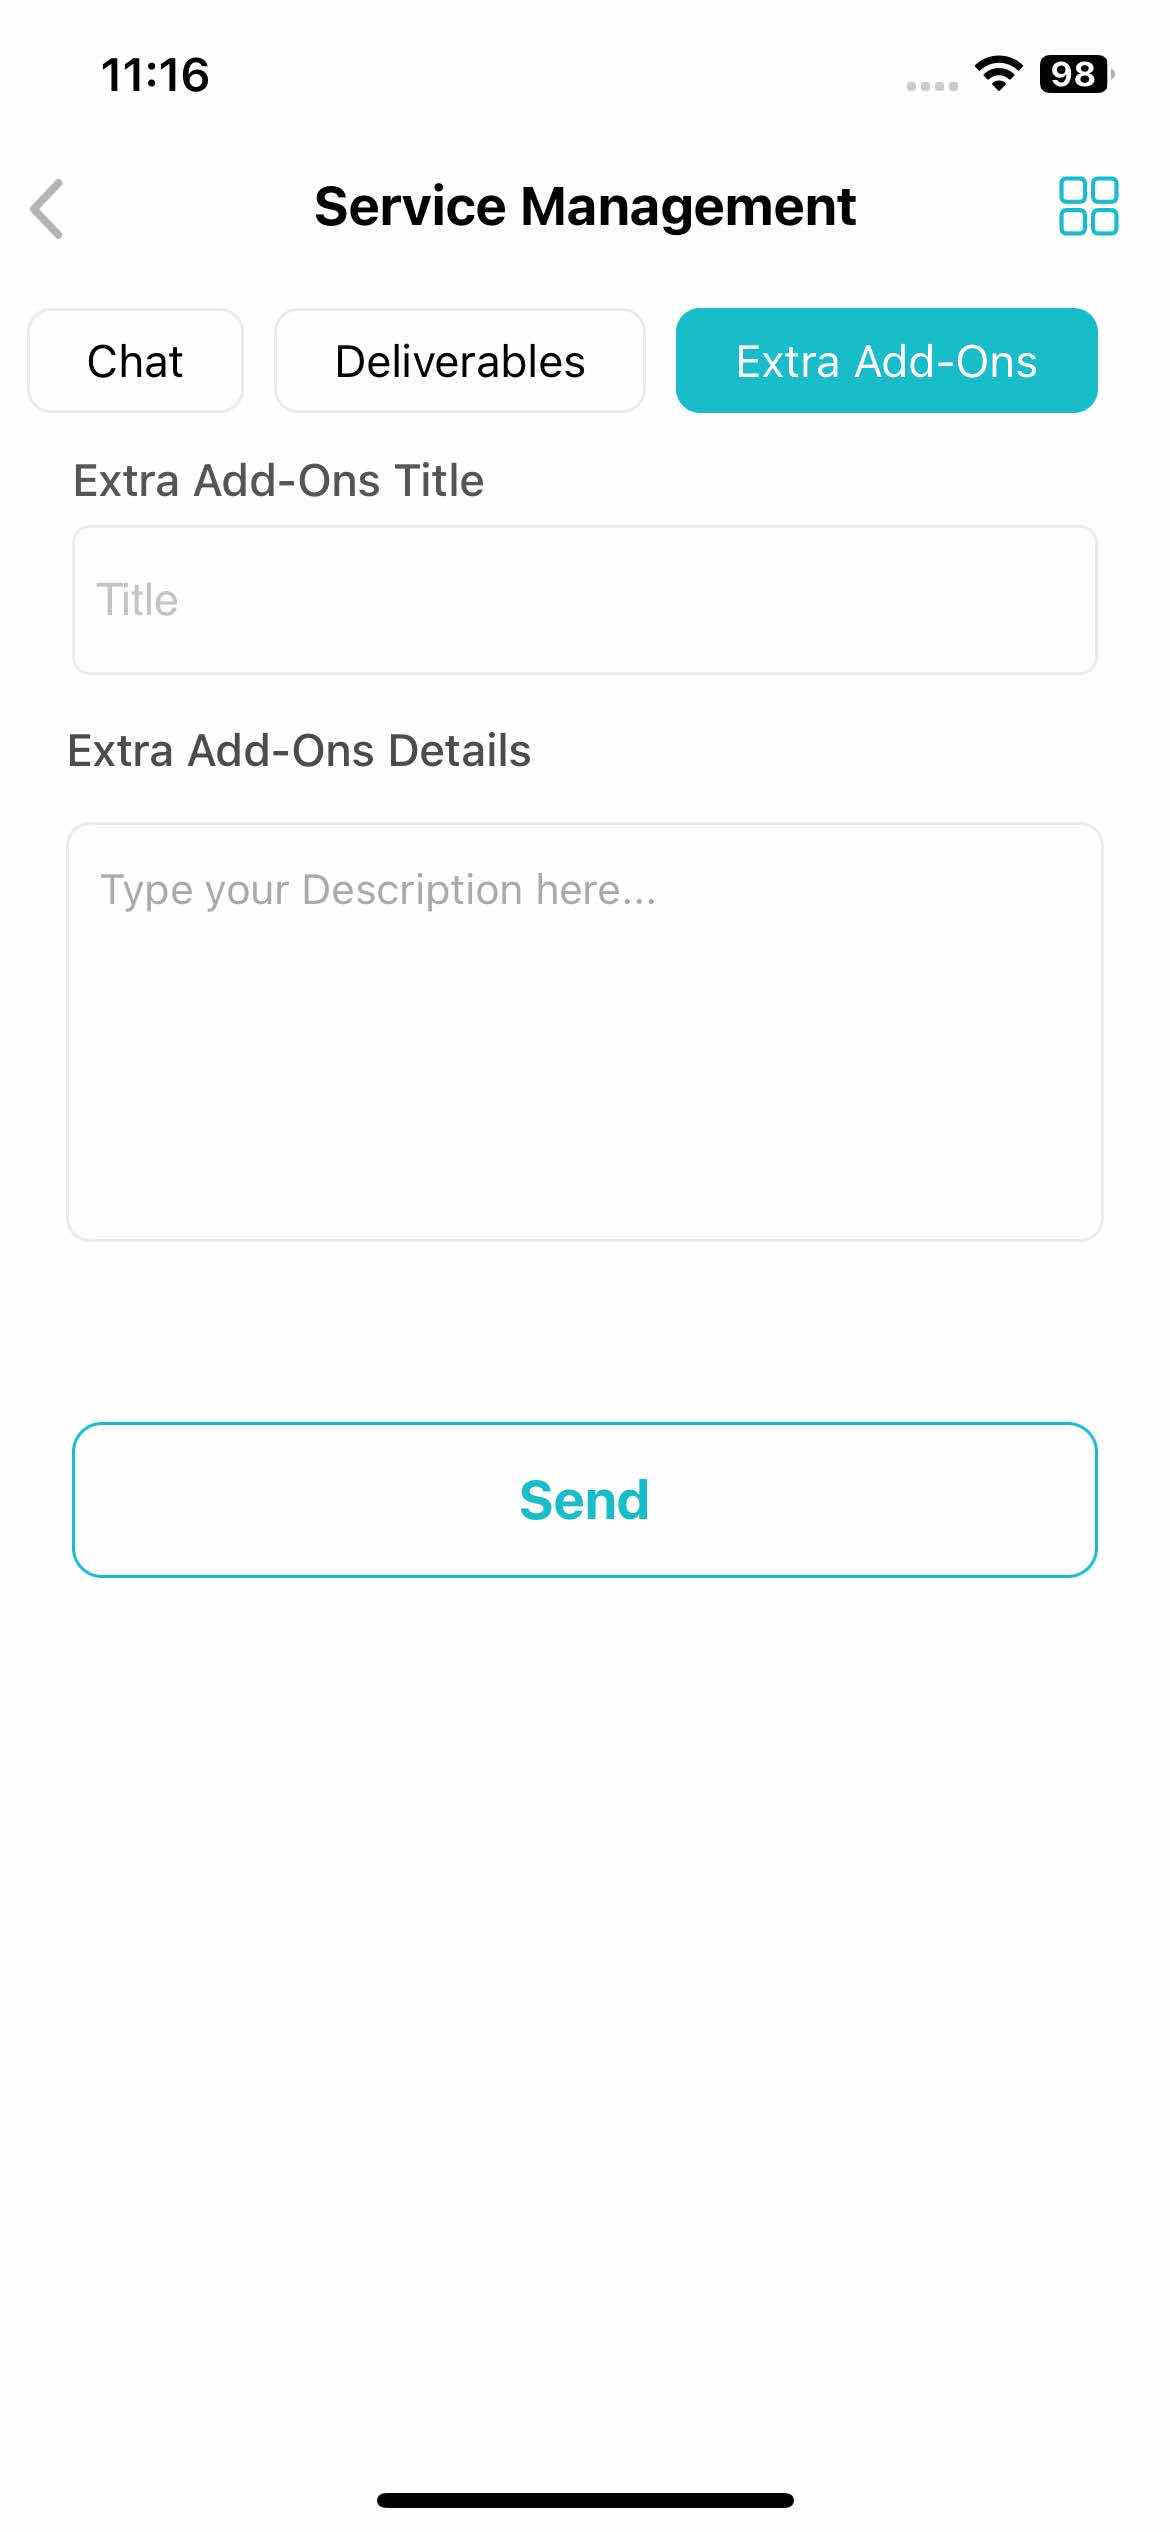 11:16
98
Service Management
Chat
Deliverables
Extra Add-Ons
Extra Add-Ons Title
Title
Extra Add-Ons Details
Type your Description here...
Send